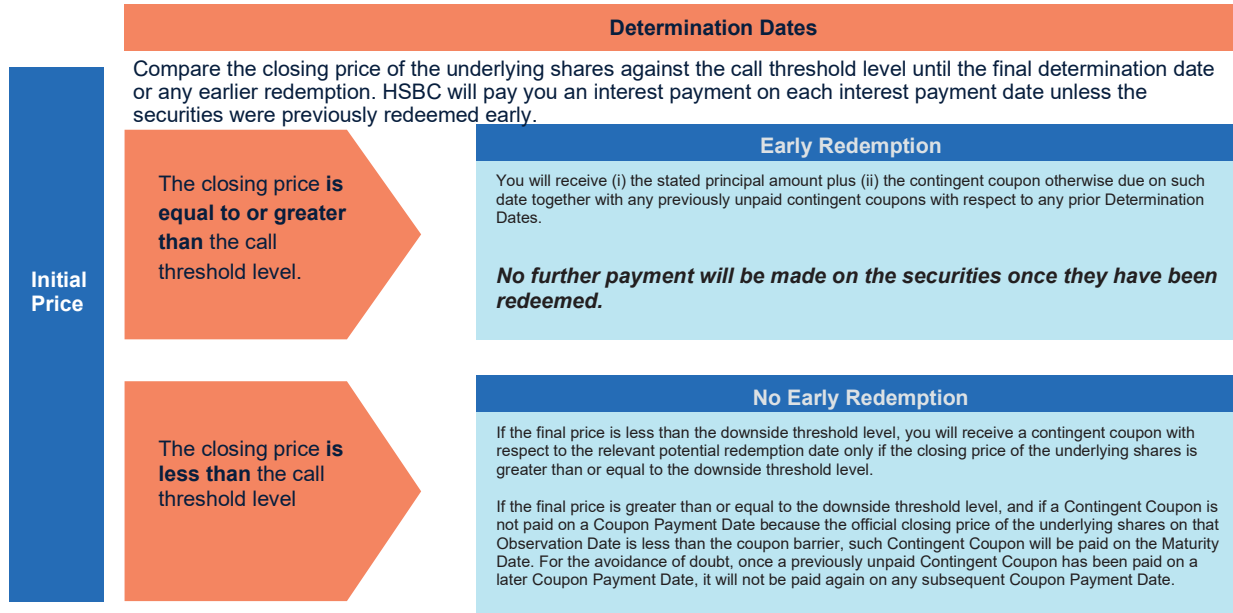 Determination Dates
Compare the closing price of the underlying shares against the call threshold level until the final determination date
or any earlier redemption. HSBC will pay you an interest payment on each interest payment date unless the
securities were previously redeemed early.
Initial
Price
The closing price is
equal to or greater
than the call
threshold level.
Early Redemption
You will receive (i) the stated principal amount plus (ii) the contingent coupon otherwise due on such
date together with any previously unpaid contingent coupons with respect to any prior Determination
Dates.
No further payment will be made on the securities once they have been
redeemed.
The closing price is
less than the call
threshold level
No Early Redemption
If the final price is less than the downside threshold level, you will receive a contingent coupon with
respect to the relevant potential redemption date only if the closing price of the underlying shares is
greater than or equal to the downside threshold level.
If the final price is greater than or equal to the downside threshold level, and if a Contingent Coupon is
not paid on a Coupon Payment Date because the official closing price of the underlying shares on that
Observation Date is less than the coupon barrier, such Contingent Coupon will be paid on the Maturity
Date. For the avoidance of doubt, once a previously unpaid Contingent Coupon has been paid on a
later Coupon Payment Date, it will not be paid again on any subsequent Coupon Payment Date.